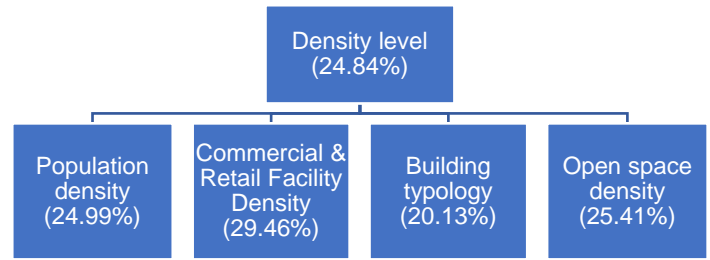 Density level
(24.84%)
Population
density
(24.99%)
Commercial &
Retail Facility
Density
(29.46%)
Building
typology
(20.13%)
Open space
density
(25.41%)